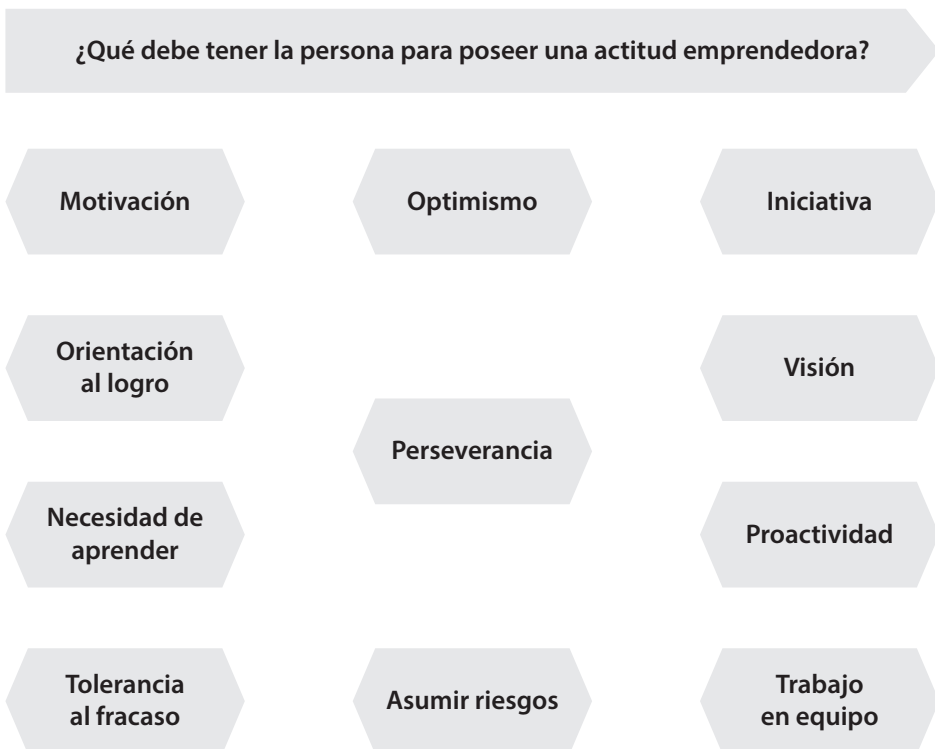 ¿Qué debe tener la persona para poseer una actitud emprendedora?
Motivación
Optimismo
Iniciativa
Orientación
al logro
Visión
Perseverancia
Necesidad de
aprender
Proactividad
Tolerancia
al fracaso
Asumir riesgos
Trabajo
en equipo